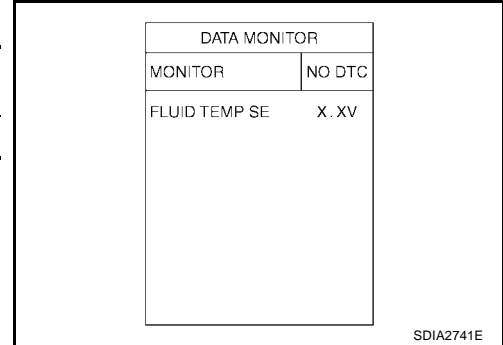 DATA MONITOR
MONITOR NO DTC
FLUID TEMP SE X.XV
SDIA2741E